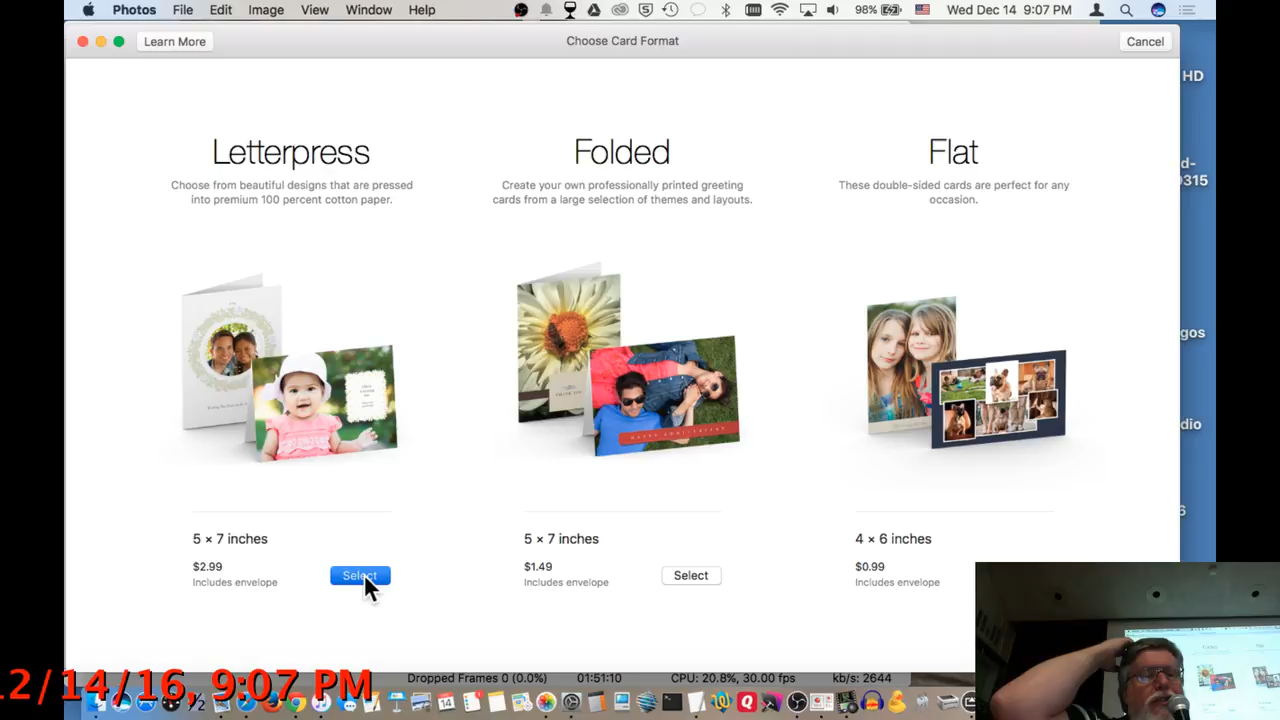 Photos File Edit Image View Window Help 98% Wed Dec 14 9:07 PM
Learn More Choose Card Format Cancel
HD
Letterpress
Choose from beautiful designs that are pressed
into premium 100 percent cotton paper.
5 × 7 inches
$2.99
Includes envelope
Select
Folded
Create your own professionally printed greeting
cards from a large selection of themes and layouts.
HAPPY ANNIVERSARY
5 × 7 inches
$1.49
Includes envelope
Select
Flat
These double-sided cards are perfect for any
occasion.
4 × 6 inches
$0.99
Includes envelope
d-
0315
gos
dio
6
Dropped Frames 0 (0.0%) 01:51:10 CPU: 20.8%, 30.00 fps kb/s: 2644
12/14/16, 9:07 PM